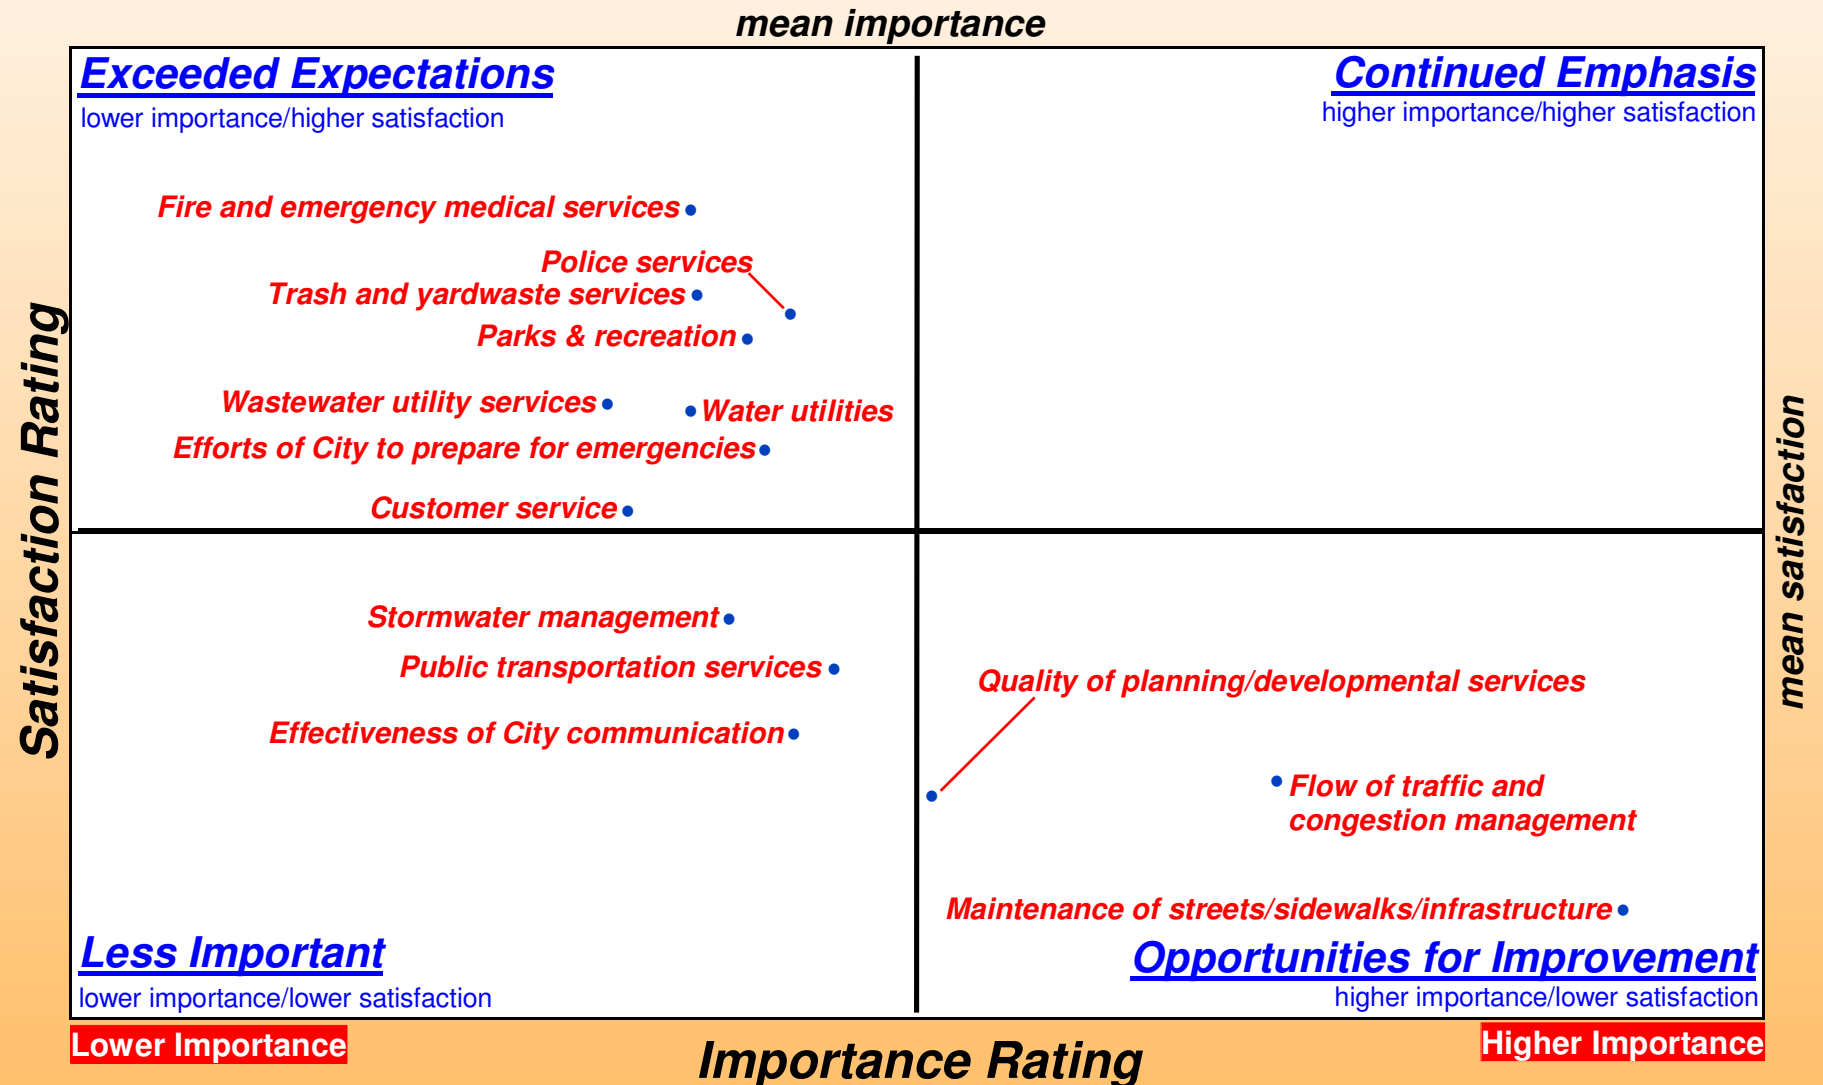 mean importance
Exceeded Expectations
lower importance/higher satisfaction
Continued Emphasis
higher importance/higher satisfaction
Fire and emergency medical services
Police services
Trash and yardwaste services
Parks & recreation
Wastewater utility services
Water utilities
Efforts of City to prepare for emergencies
Customer service
Satisfaction Rating
mean satisfaction
Stormwater management
Public transportation services
Quality of planning/developmental services
Effectiveness of City communication
Flow of traffic and
congestion management
Maintenance of streets/sidewalks/infrastructure
Less Important
lower importance/lower satisfaction
Opportunities for Improvement
higher importance/lower satisfaction
Lower Importance
Importance Rating
Higher Importance